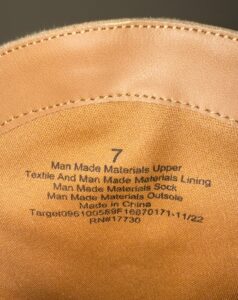 7
Man Made Materials Upper
Textile And Man Made Materials Lining
Man Made Materials Sock
Man Made Materials Outsole
Made in China
Target096100589F16870171-11/22
RN#17730